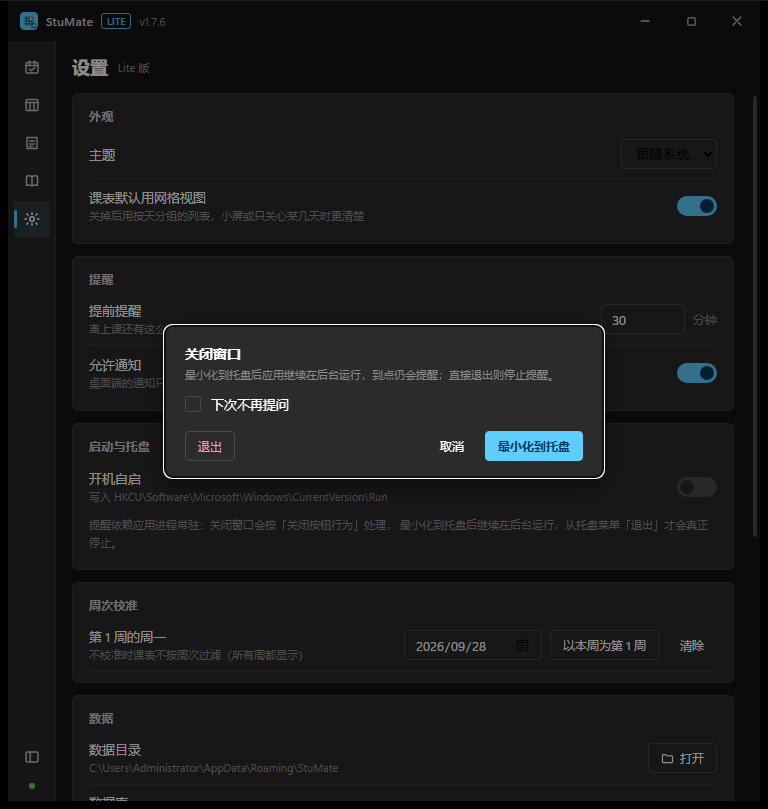 StuMate LITE v1.7.6
设置 Lite 版
外观
主题 跟随系统
课表默认用网格视图
关掉后用按天分组的列表，小屏或只关心某几天时更清楚
提醒
提前提醒
离上课还有这么
30 分钟
允许通知
桌面端的通知只
关闭窗口
最小化到托盘后应用继续在后台运行，到点仍会提醒；直接退出则停止提醒。
下次不再提问
退出 取消 最小化到托盘
启动与托盘
开机自启
写入 HKCU\Software\Microsoft\Windows\CurrentVersion\Run
提醒依赖应用进程常驻：关闭窗口会按「关闭按钮行为」处理， 最小化到托盘后继续在后台运行，从托盘菜单「退出」才会真正
停止。
周次校准
第 1 周的周一
不校准时课表不按周次过滤（所有周都显示）
2026/09/28 以本周为第 1 周 清除
数据
数据目录
C:\Users\Administrator\AppData\Roaming\StuMate
打开